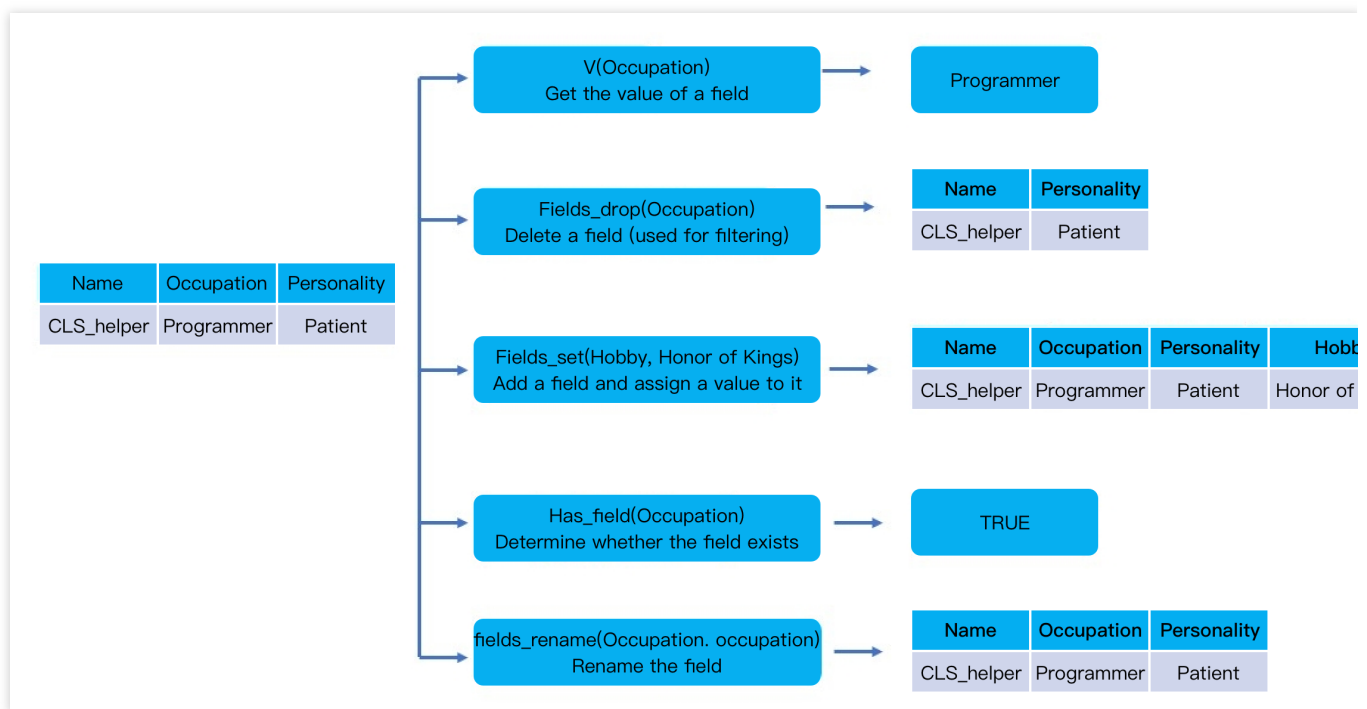 V(Occupation)
Get the value of a field
Programmer
Fields_drop(Occupation)
Delete a field (used for filtering)
Name Personality
CLS_helper Patient
Name Occupation Personality
CLS_helper Programmer Patient
Fields_set(Hobby, Honor of Kings)
Add a field and assign a value to it
Name Occupation Personality Hobb
CLS_helper Programmer Patient Honor of
Has_field(Occupation)
Determine whether the field exists
TRUE
fields_rename(Occupation. occupation)
Rename the field
Name Occupation Personality
CLS_helper Programmer Patient